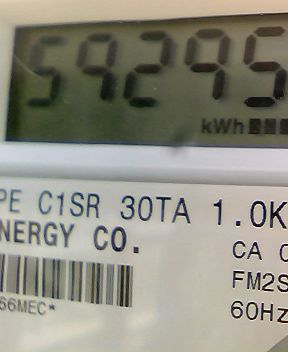 59295
kWh
PE C1SR 30TA 1.0K
NERGY CO.
CA
FM2S
66MEC*
60Hz